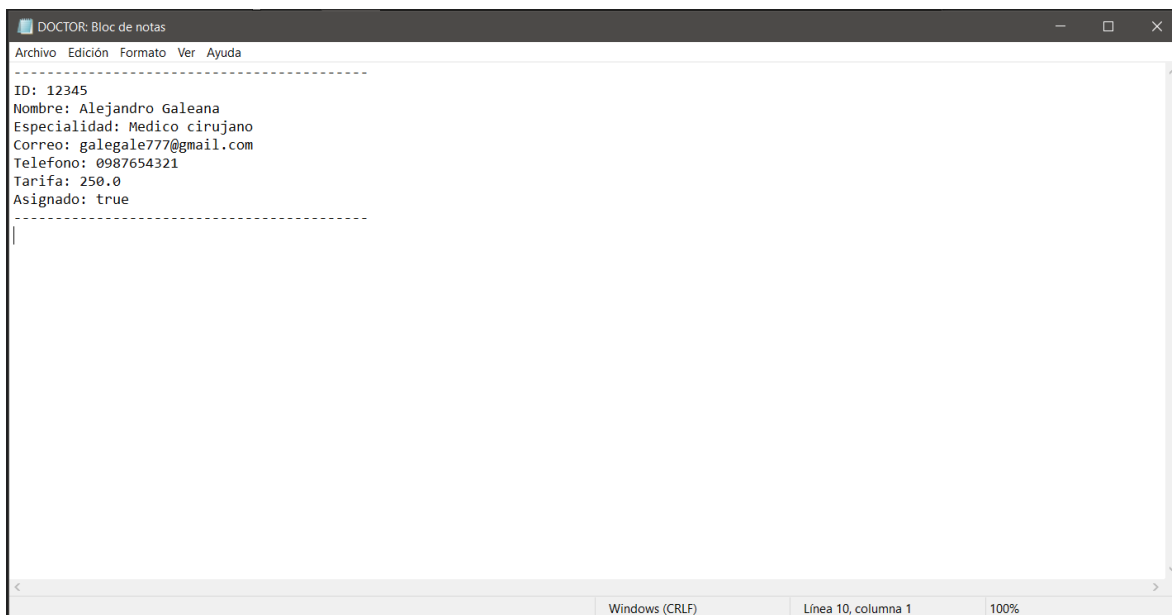 DOCTOR: Bloc de notas
Archivo Edición Formato Ver Ayuda
-------------------------------------------
ID: 12345
Nombre: Alejandro Galeana
Especialidad: Medico cirujano
Correo: galegale777@gmail.com
Telefono: 0987654321
Tarifa: 250.0
Asignado: true
-------------------------------------------
Windows (CRLF) Línea 10, columna 1 100%